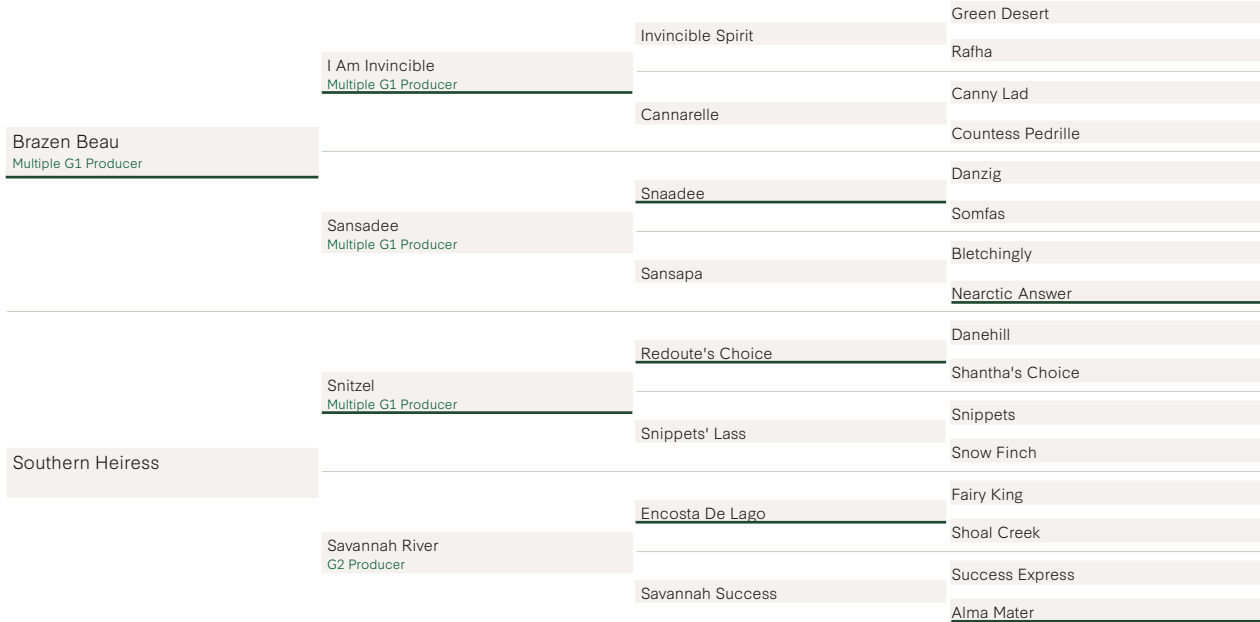 Brazen Beau
Multiple G1 Producer
Southern Heiress
I Am Invincible
Multiple G1 Producer
Sansadee
Multiple G1 Producer
Snitzel
Multiple G1 Producer
Savannah River
G2 Producer
Invincible Spirit
Cannarelle
Snaadee
Sansapa
Redoute's Choice
Snippets' Lass
Encosta De Lago
Savannah Success
Green Desert
Rafha
Canny Lad
Countess Pedrille
Danzig
Somfas
Bletchingly
Nearctic Answer
Danehill
Shantha's Choice
Snippets
Snow Finch
Fairy King
Shoal Creek
Success Express
Alma Mater